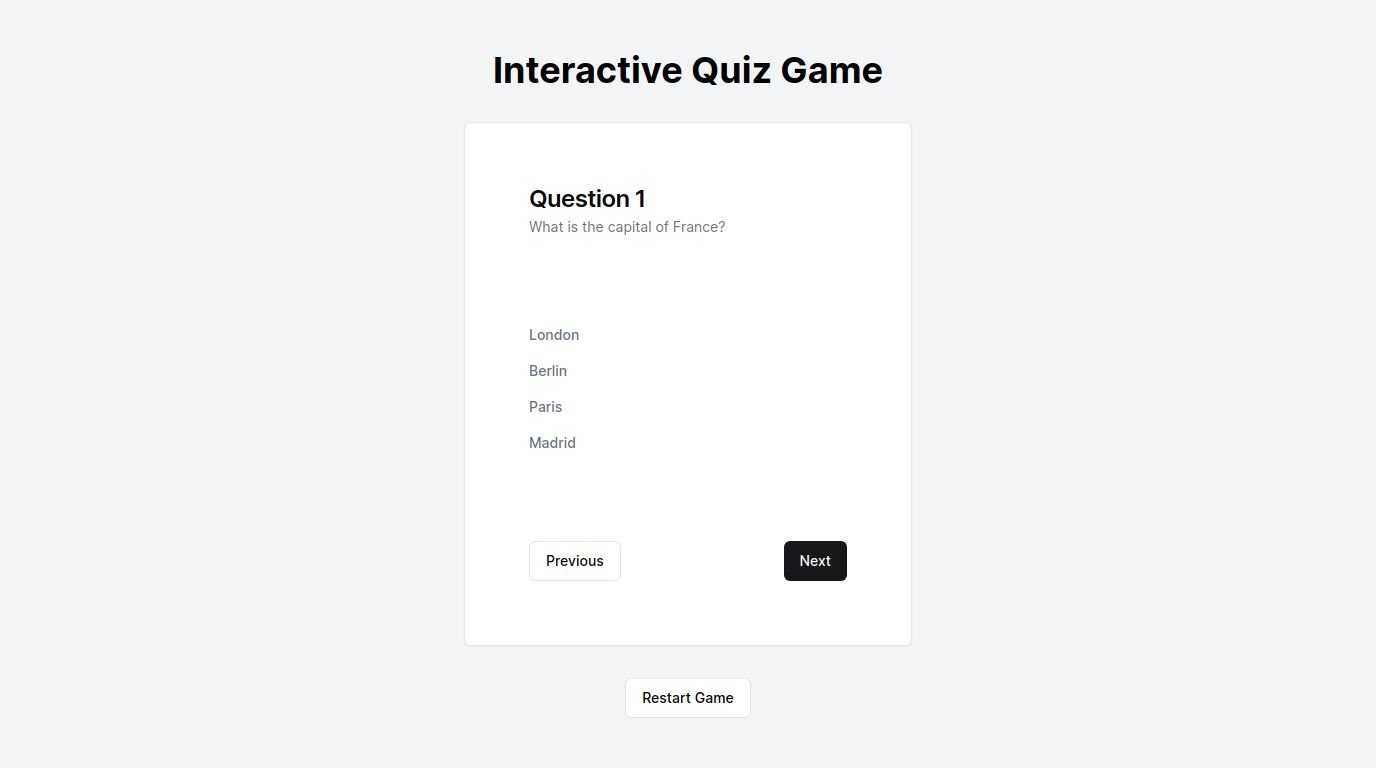 Interactive Quiz Game
Question 1
What is the capital of France?
London
Berlin
Paris
Madrid
Previous
Next
Restart Game